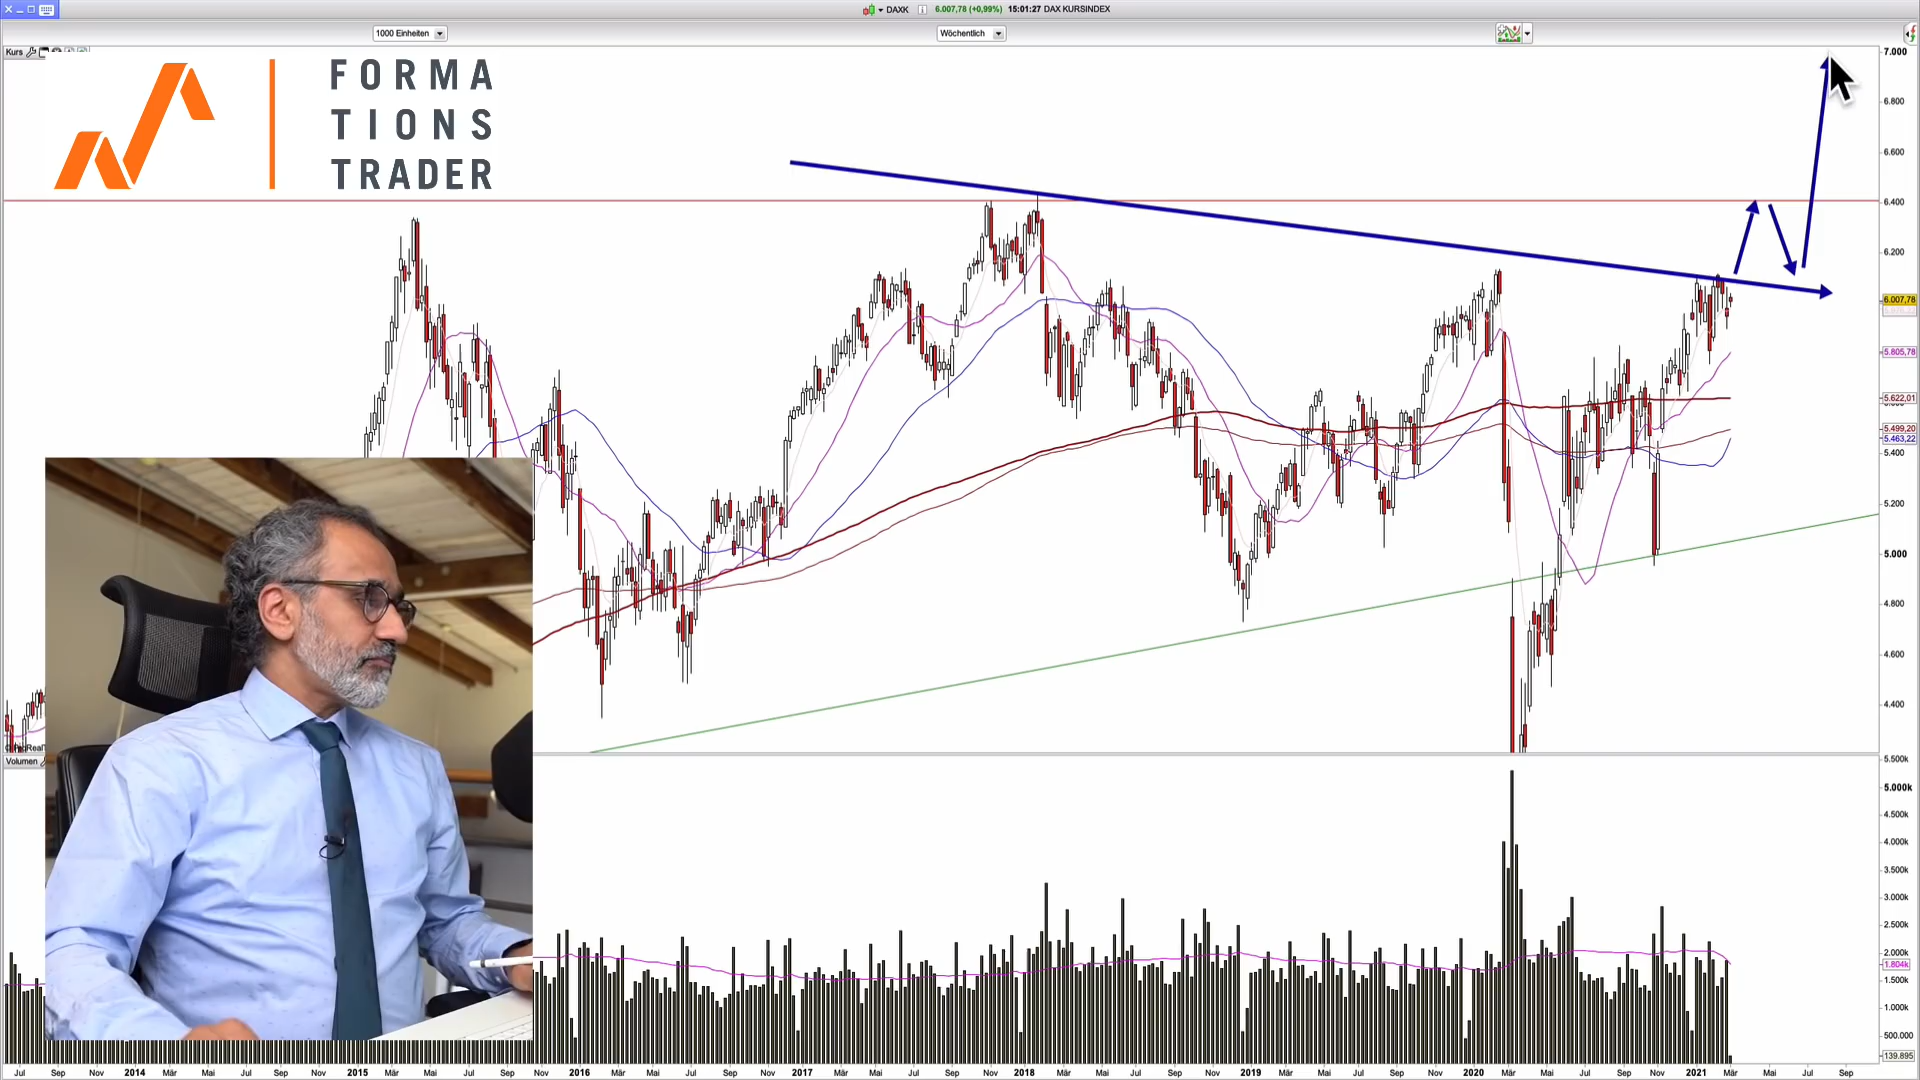 DAXK 6.007,78 (+0,99%) 15:01:27 DAX KURSINDEX
1000 Einheiten
Wöchentlich
Kurs
FORMA
TIONS
TRADER
7.000
6.800
6.600
6.400
6.200
6.007,78
5.805,78
5.622,01
5.499,20
5.463,22
5.400
5.200
5.000
4.800
4.600
4.400
Volumen
5.500k
5.000k
4.500k
4.000k
3.500k
3.000k
2.500k
2.000k
1.804k
1.500k
1.000k
500.000
139.895
Jul Sep Nov 2014 Mär Mai Jul Sep Nov 2015 Mär Mai Jul Sep Nov 2016 Mär Mai Jul Sep Nov 2017 Mär Mai Jul Sep Nov 2018 Mär Mai Jul Sep Nov 2019 Mär Mai Jul Sep Nov 2020 Mär Mai Jul Sep Nov 2021 Mär Mai Jul Sep